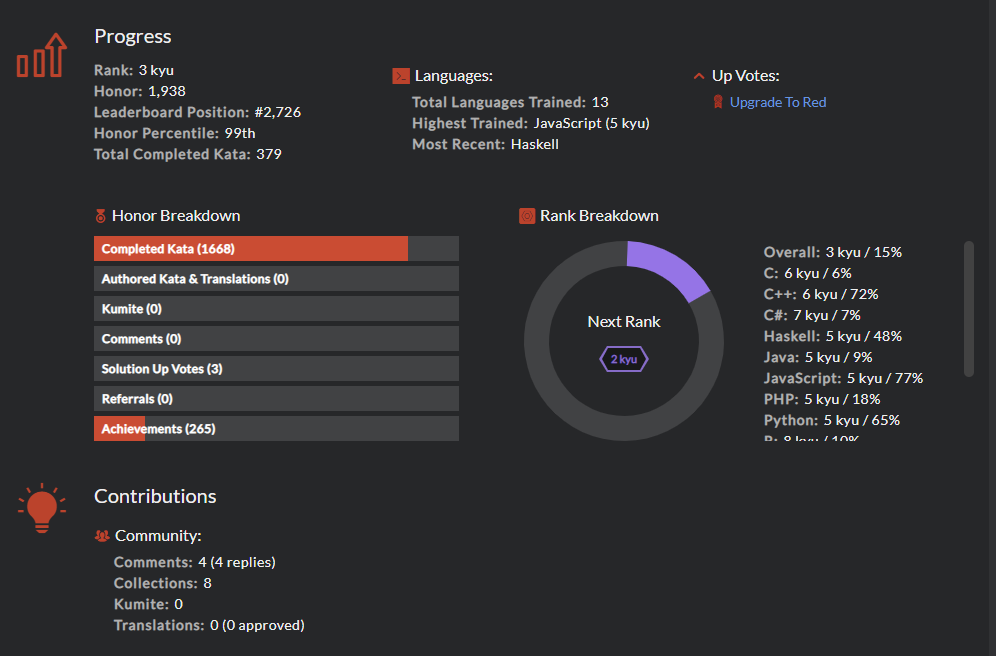 Progress
Rank: 3 kyu
Honor: 1,938
Leaderboard Position: #2,726
Honor Percentile: 99th
Total Completed Kata: 379
Languages:
Total Languages Trained: 13
Highest Trained: JavaScript (5 kyu)
Most Recent: Haskell
Up Votes:
Upgrade To Red
Honor Breakdown
Completed Kata (1668)
Authored Kata & Translations (0)
Kumite (0)
Comments (0)
Solution Up Votes (3)
Referrals (0)
Achievements (265)
Rank Breakdown
Next Rank
2 kyu
Overall: 3 kyu / 15%
C: 6 kyu / 6%
C++: 6 kyu / 72%
C#: 7 kyu / 7%
Haskell: 5 kyu / 48%
Java: 5 kyu / 9%
JavaScript: 5 kyu / 77%
PHP: 5 kyu / 18%
Python: 5 kyu / 65%
Contributions
Community:
Comments: 4 (4 replies)
Collections: 8
Kumite: 0
Translations: 0 (0 approved)